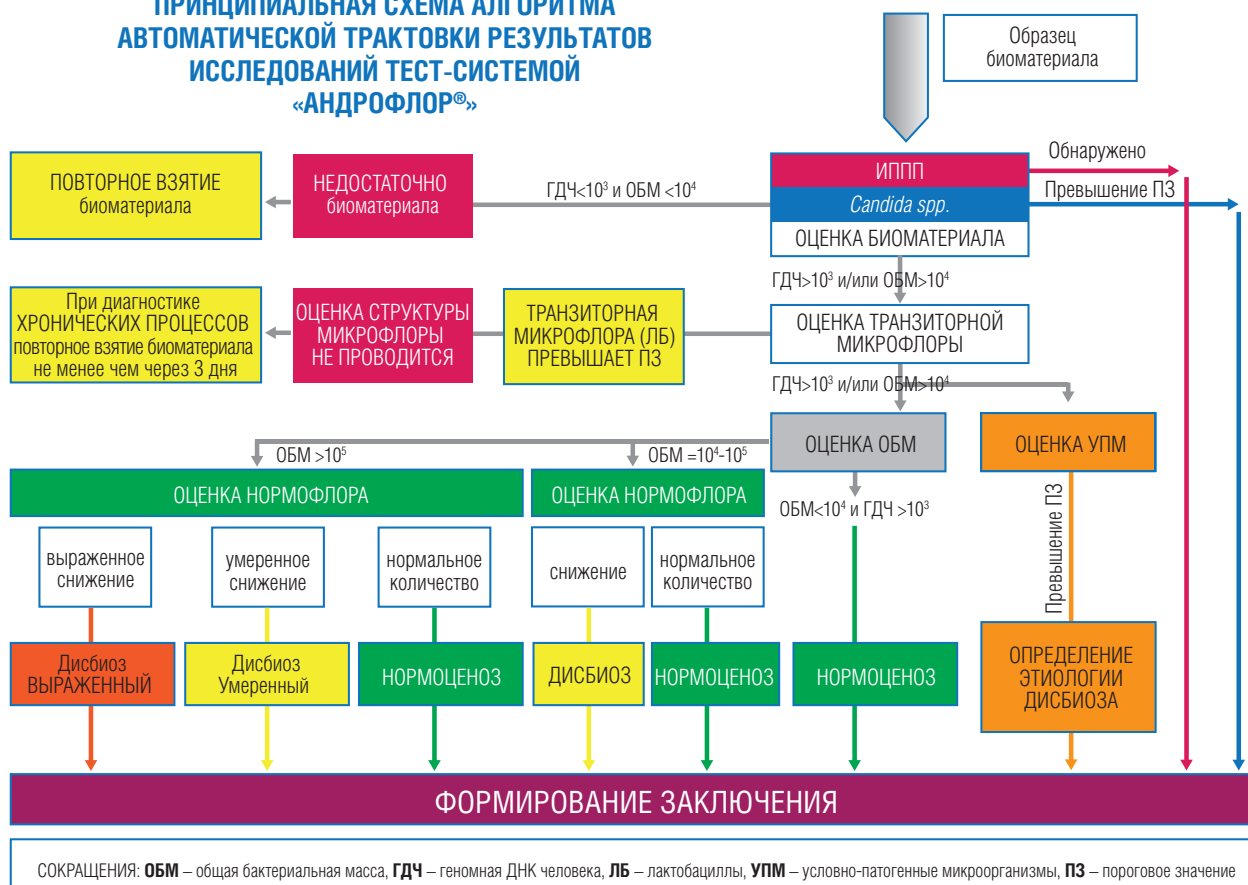 ПРИНЦИПИАЛЬНАЯ СХЕМА АЛГОРИТМА
АВТОМАТИЧЕСКОЙ ТРАКТОВКИ РЕЗУЛЬТАТОВ
ИССЛЕДОВАНИЙ ТЕСТ-СИСТЕМОЙ
«АНДРОФЛОР®»
Образец
биоматериала
ИППП
Обнаружено
Candida spp.
Превышение ПЗ
ОЦЕНКА БИОМАТЕРИАЛА
ГДЧ<10³ и ОБМ <10⁴
НЕДОСТАТОЧНО
биоматериала
ПОВТОРНОЕ ВЗЯТИЕ
биоматериала
ГДЧ>10³ и/или ОБМ>10⁴
ОЦЕНКА ТРАНЗИТОРНОЙ
МИКРОФЛОРЫ
ТРАНЗИТОРНАЯ
МИКРОФЛОРА (ЛБ)
ПРЕВЫШАЕТ ПЗ
ОЦЕНКА СТРУКТУРЫ
МИКРОФЛОРЫ
НЕ ПРОВОДИТСЯ
При диагностике
ХРОНИЧЕСКИХ ПРОЦЕССОВ
повторное взятие биоматериала
не менее чем через 3 дня
ГДЧ>10³ и/или ОБМ>10⁴
ОЦЕНКА ОБМ
ОЦЕНКА УПМ
ОБМ >10⁵
ОБМ =10⁴-10⁵
ОБМ<10⁴ и ГДЧ >10³
Превышение ПЗ
ОЦЕНКА НОРМОФЛОРА
ОЦЕНКА НОРМОФЛОРА
выраженное
снижение
умеренное
снижение
нормальное
количество
снижение
нормальное
количество
Дисбиоз
ВЫРАЖЕННЫЙ
Дисбиоз
Умеренный
НОРМОЦЕНОЗ
ДИСБИОЗ
НОРМОЦЕНОЗ
НОРМОЦЕНОЗ
ОПРЕДЕЛЕНИЕ
ЭТИОЛОГИИ
ДИСБИОЗА
ФОРМИРОВАНИЕ ЗАКЛЮЧЕНИЯ
СОКРАЩЕНИЯ: ОБМ – общая бактериальная масса, ГДЧ – геномная ДНК человека, ЛБ – лактобациллы, УПМ – условно-патогенные микроорганизмы, ПЗ – пороговое значение